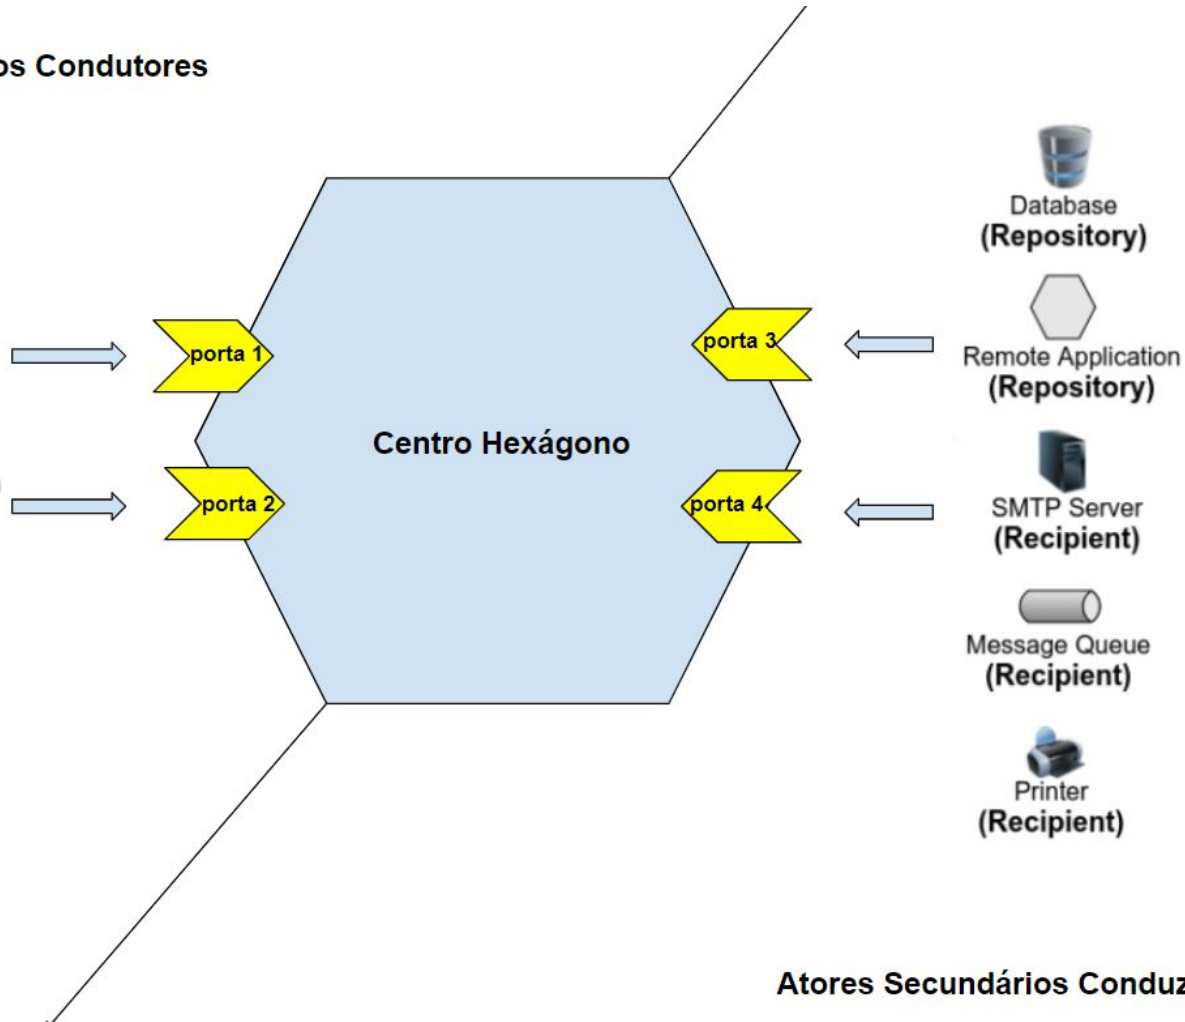 os Condutores
Database
(Repository)
porta 1
porta 3
Remote Application
(Repository)
Centro Hexágono
porta 2
porta 4
SMTP Server
(Recipient)
Message Queue
(Recipient)
Printer
(Recipient)
Atores Secundários Conduz